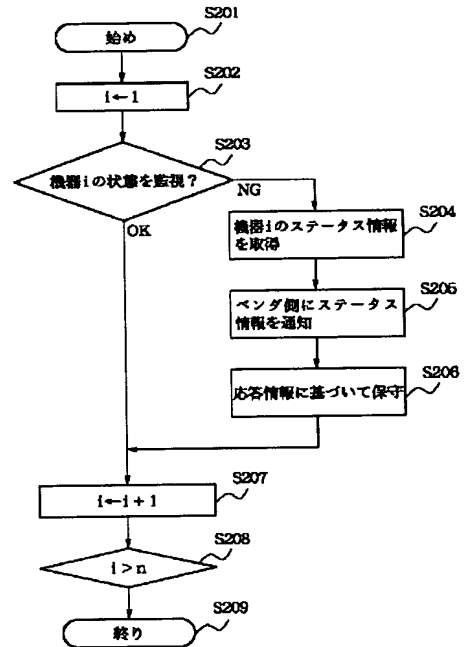 S201
始め
S202
i←1
S203
機器iの状態を監視？
NG
OK
S204
機器iのステータス情報
を取得
S205
ベンダ側にステータス
情報を通知
S206
応答情報に基づいて保守
S207
i←i+1
S208
i>n
S209
終り